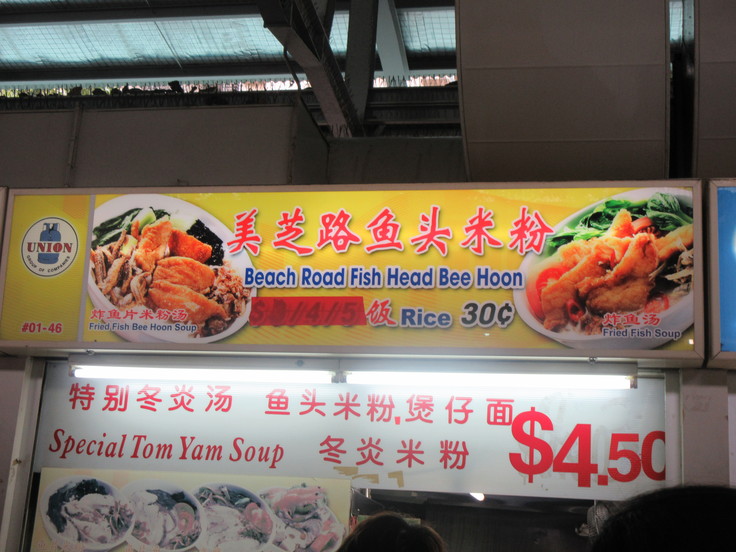 UNION
GROUP OF COMPANIES
#01-46
美芝路鱼头米粉
Beach Road Fish Head Bee Hoon
饭 Rice 30¢
炸鱼片米粉汤
Fried Fish Bee Hoon Soup
炸鱼汤
Fried Fish Soup
特别冬炎汤 鱼头米粉,煲仔面
Special Tom Yam Soup 冬炎米粉
$4.50